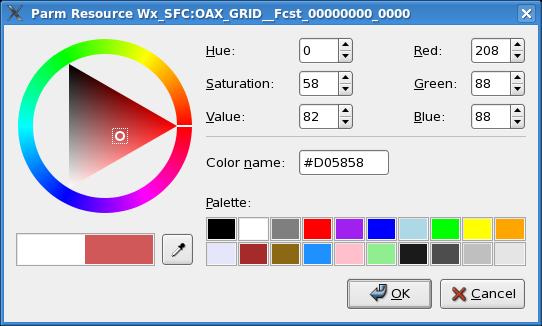 Parm Resource Wx_SFC:OAX_GRID__Fcst_00000000_0000
Hue: 0 Red: 208
Saturation: 58 Green: 88
Value: 82 Blue: 88
Color name: #D05858
Palette:
OK Cancel